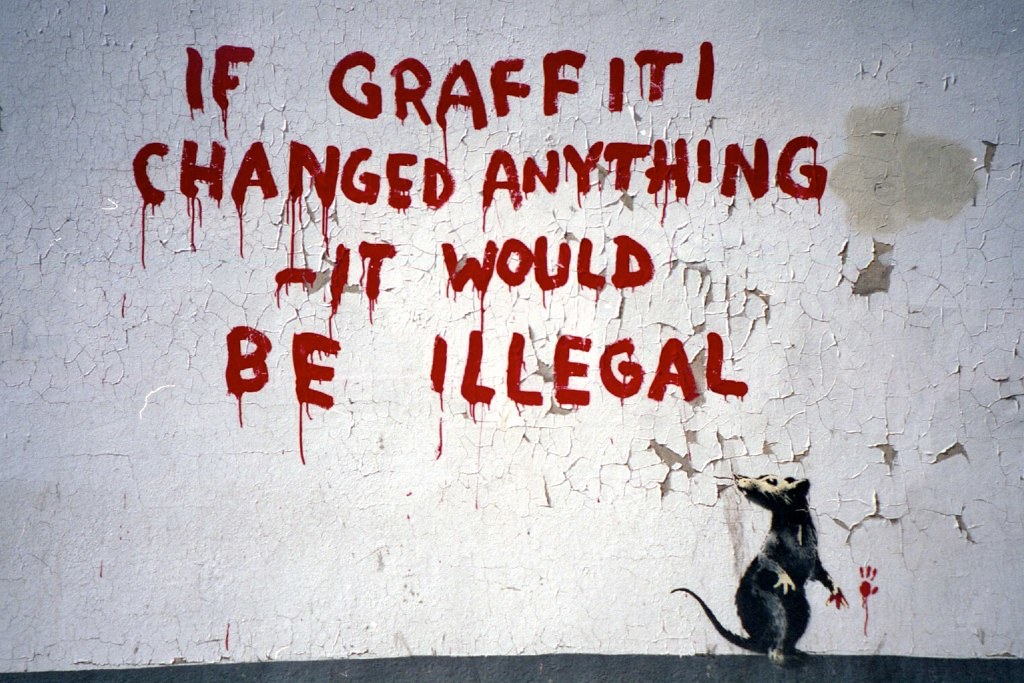 IF GRAFFITI
CHANGED ANYTHING
-IT WOULD
BE ILLEGAL